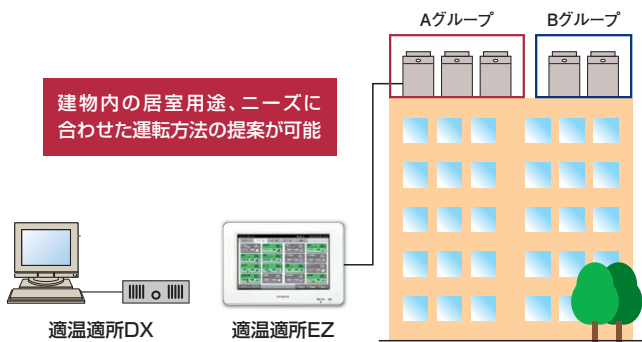 Aグループ
Bグループ
建物内の居室用途、ニーズに
合わせた運転方法の提案が可能
HITACHI
適温適所DX
適温適所EZ